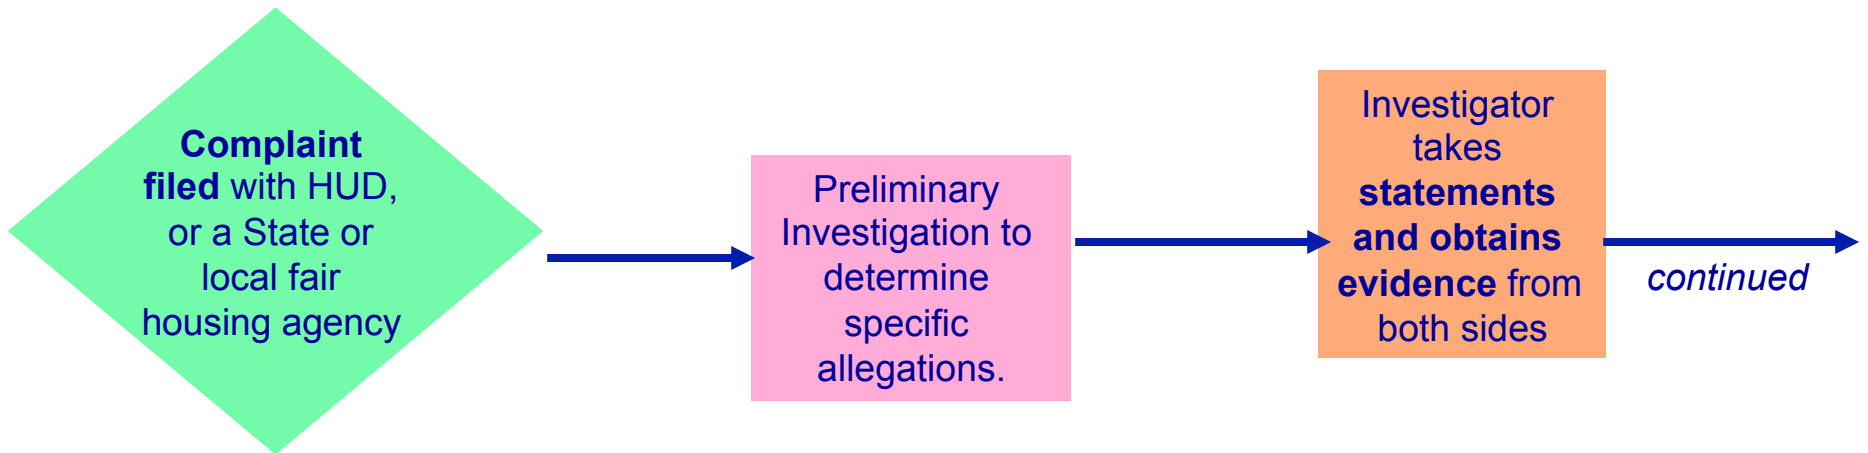 Complaint
filed with HUD,
or a State or
local fair
housing agency
Preliminary
Investigation to
determine
specific
allegations.
Investigator
takes
statements
and obtains
evidence from
both sides
continued